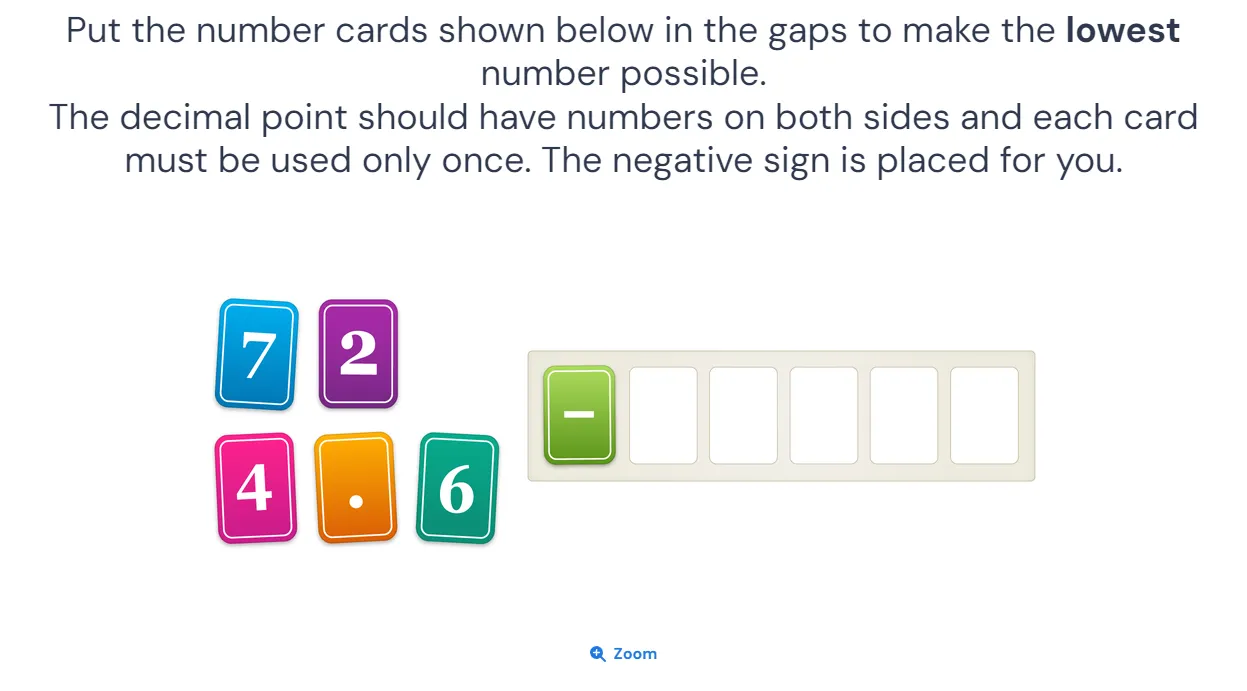 Put the number cards shown below in the gaps to make the lowest
number possible.
The decimal point should have numbers on both sides and each card
must be used only once. The negative sign is placed for you.
7 2
4 . 6
−
Zoom